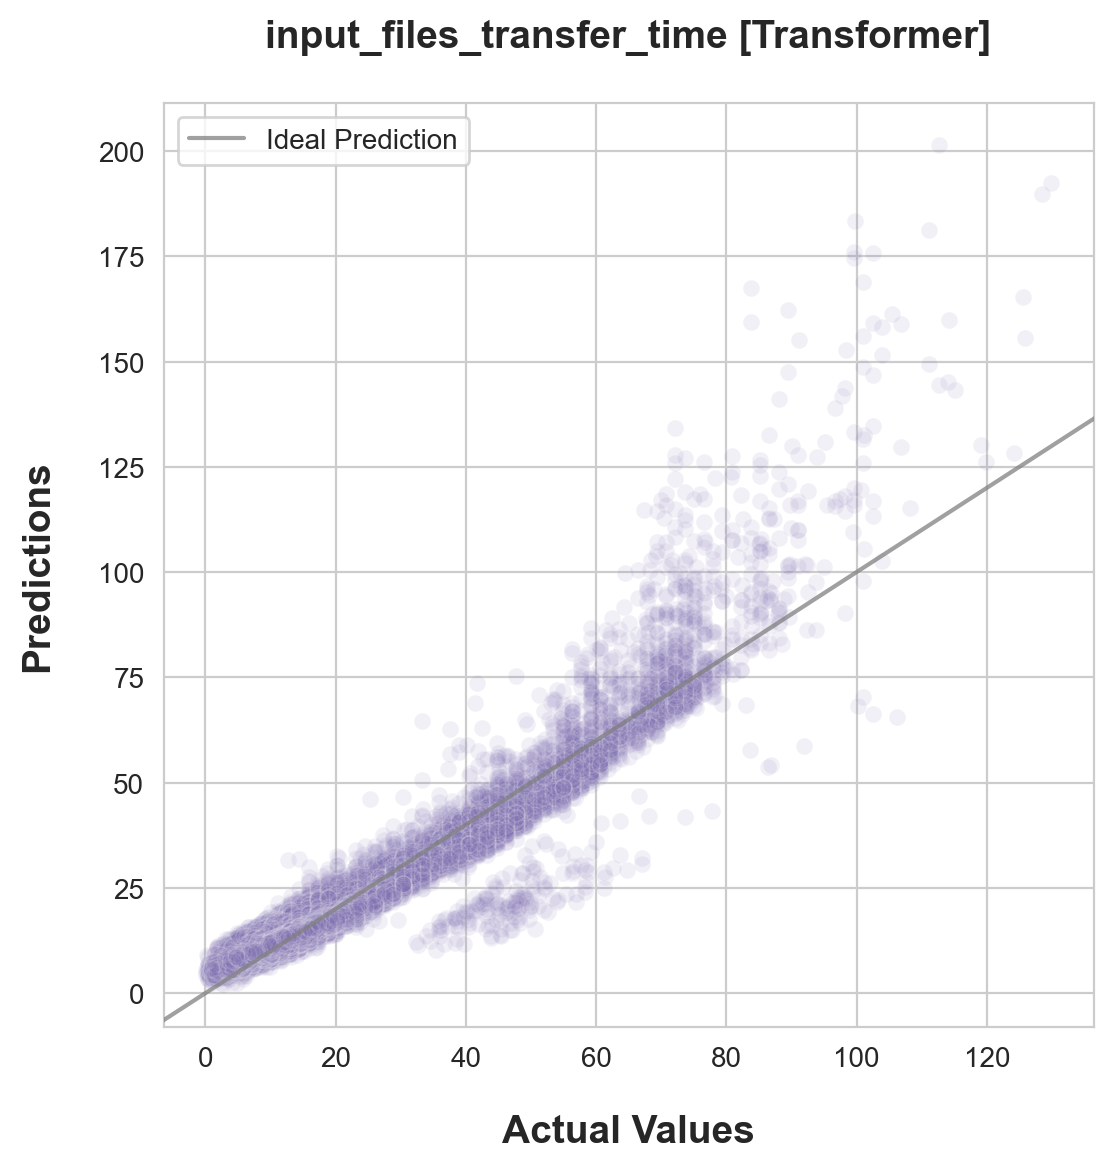 input_files_transfer_time [Transformer]
Ideal Prediction
200
175
150
125
100
75
50
25
0
Predictions
0 20 40 60 80 100 120
Actual Values